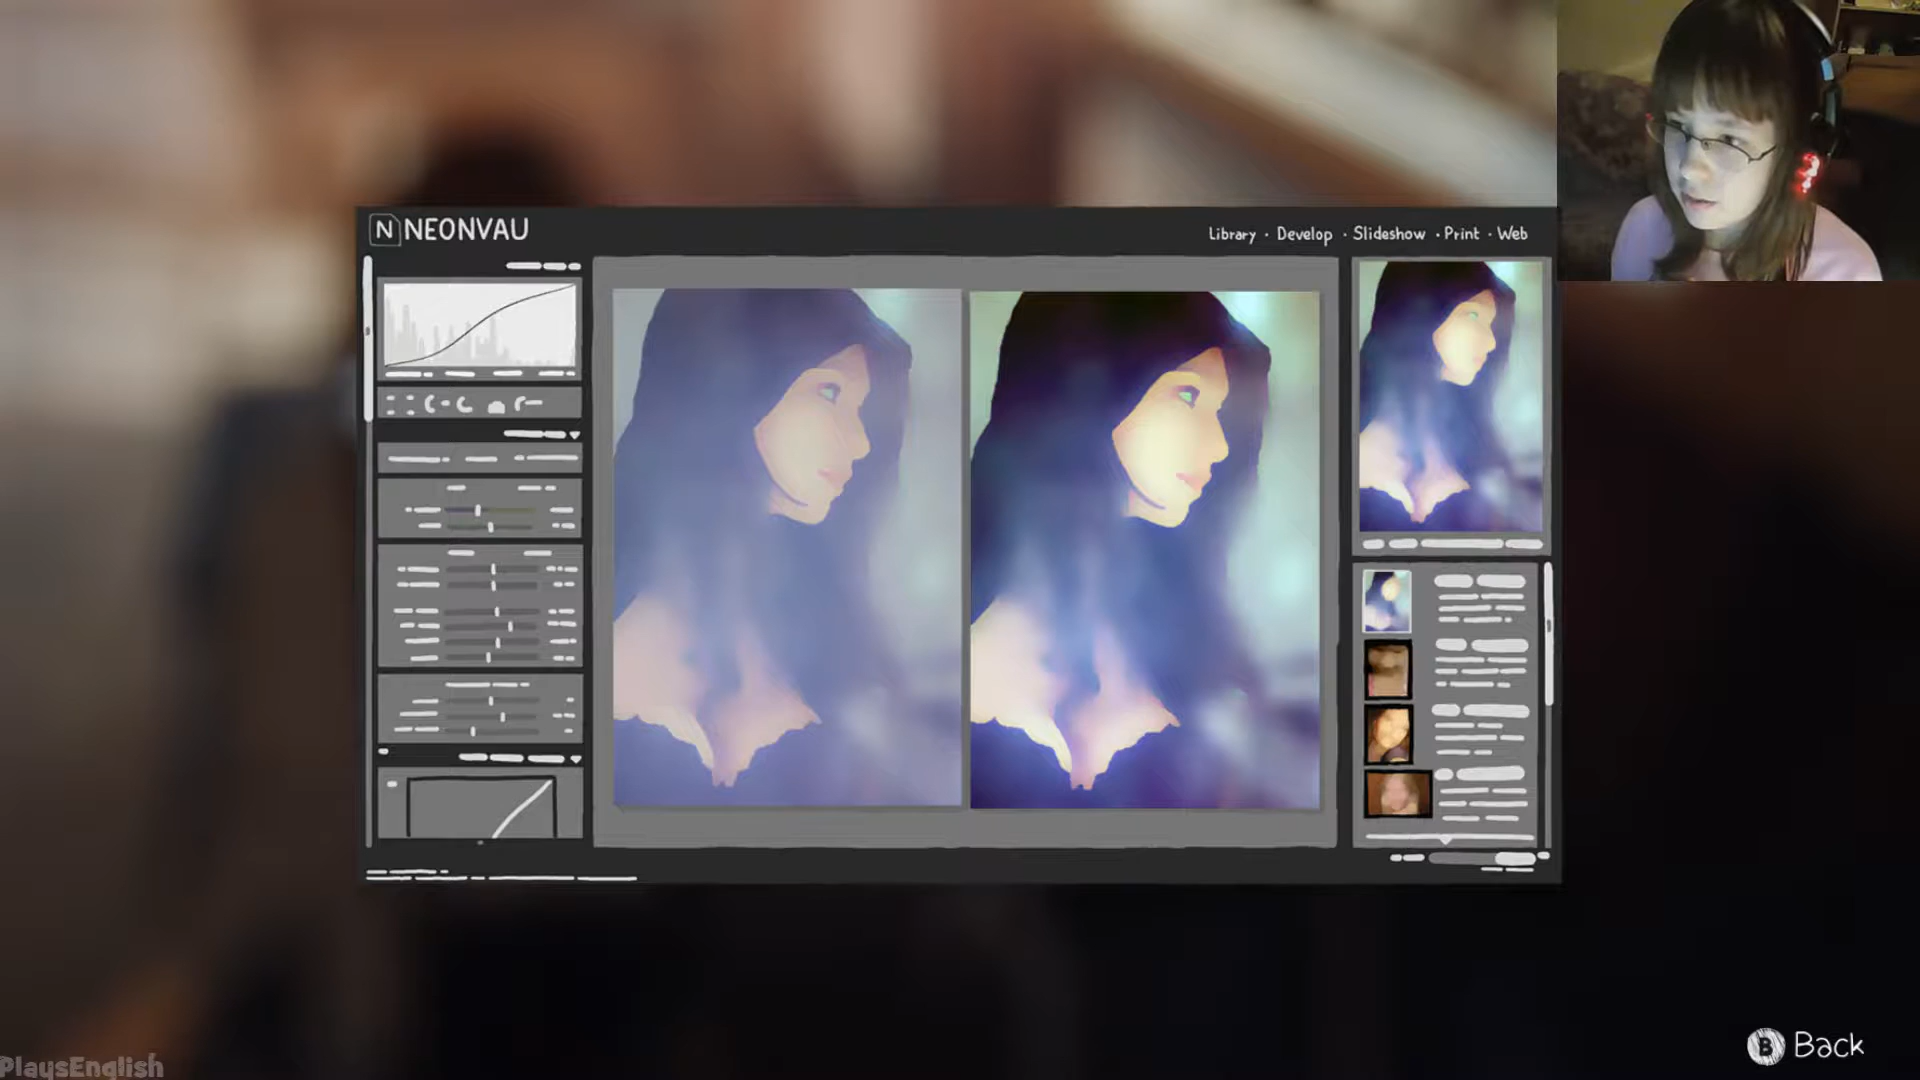 N NEONVAU
Library · Develop · Slideshow · Print · Web
B Back
PlaysEnglish